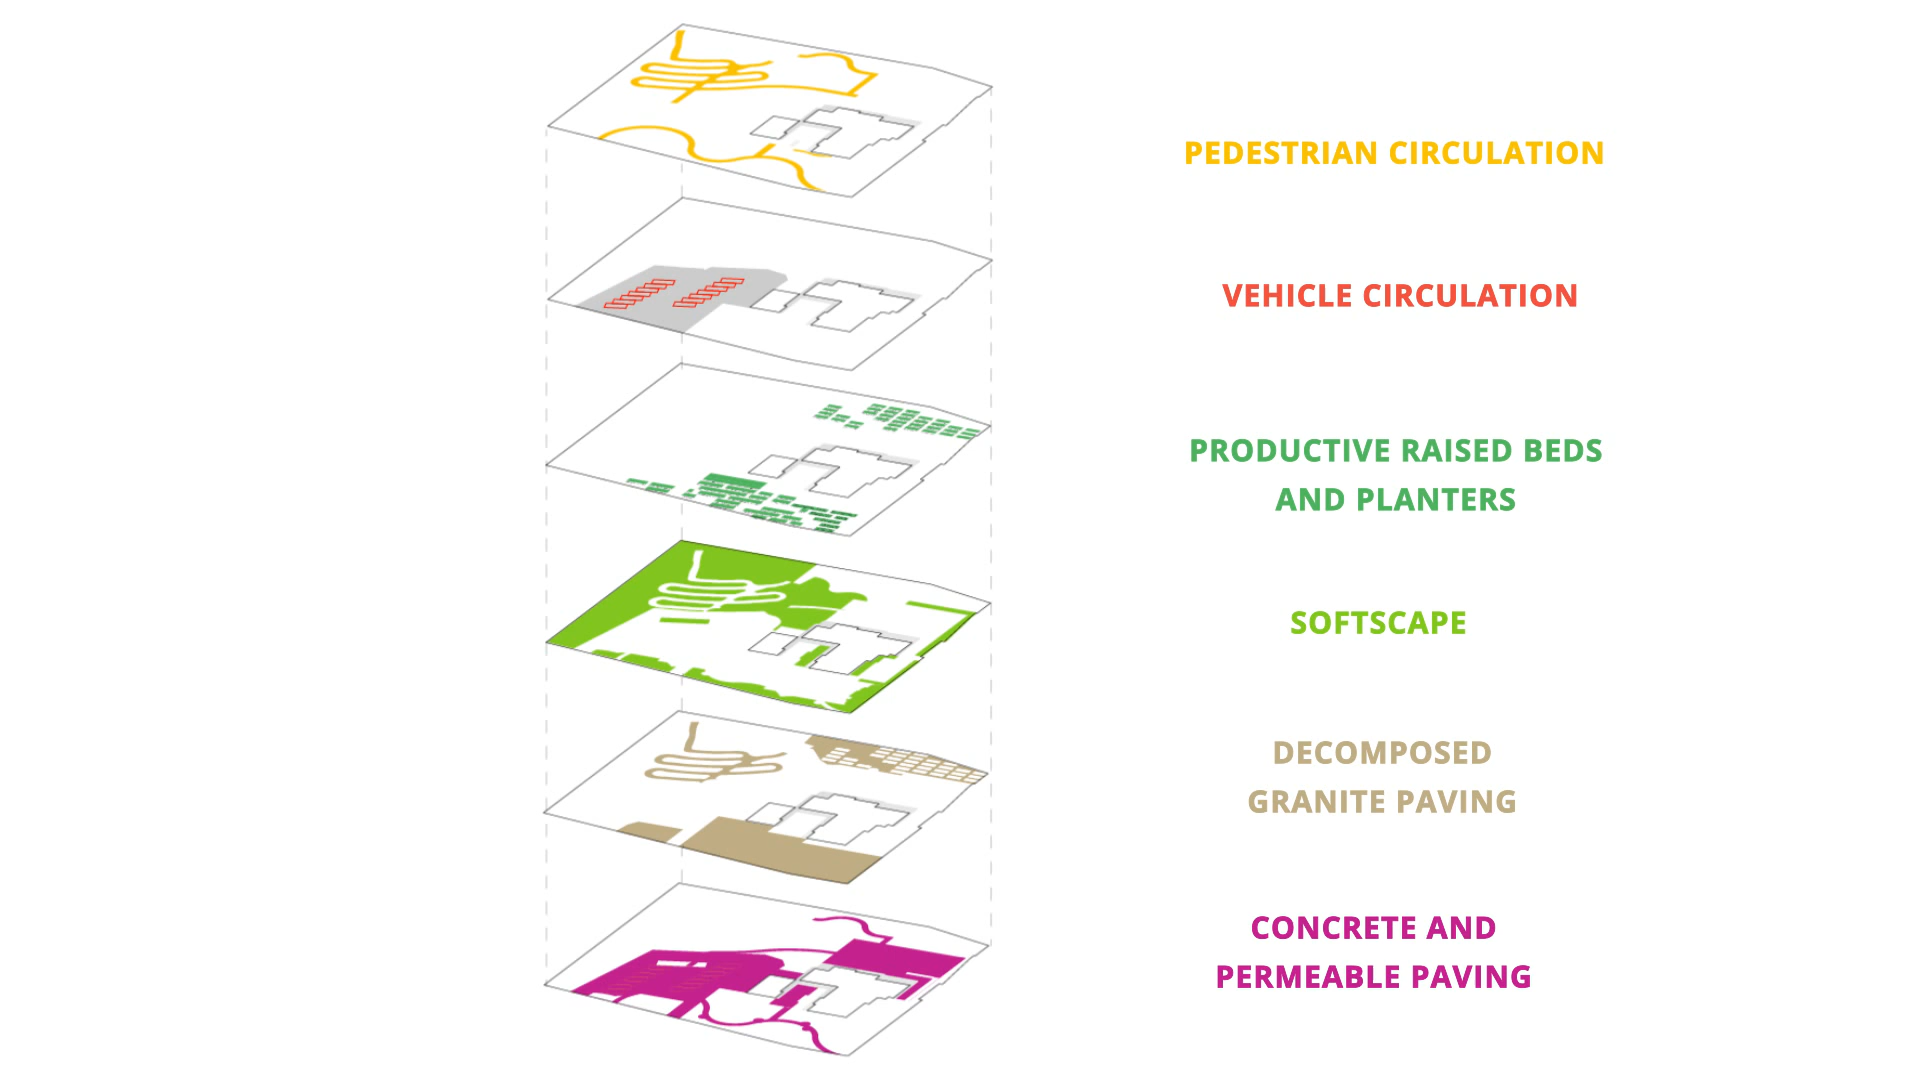 PEDESTRIAN CIRCULATION
VEHICLE CIRCULATION
PRODUCTIVE RAISED BEDS
AND PLANTERS
SOFTSCAPE
DECOMPOSED
GRANITE PAVING
CONCRETE AND
PERMEABLE PAVING